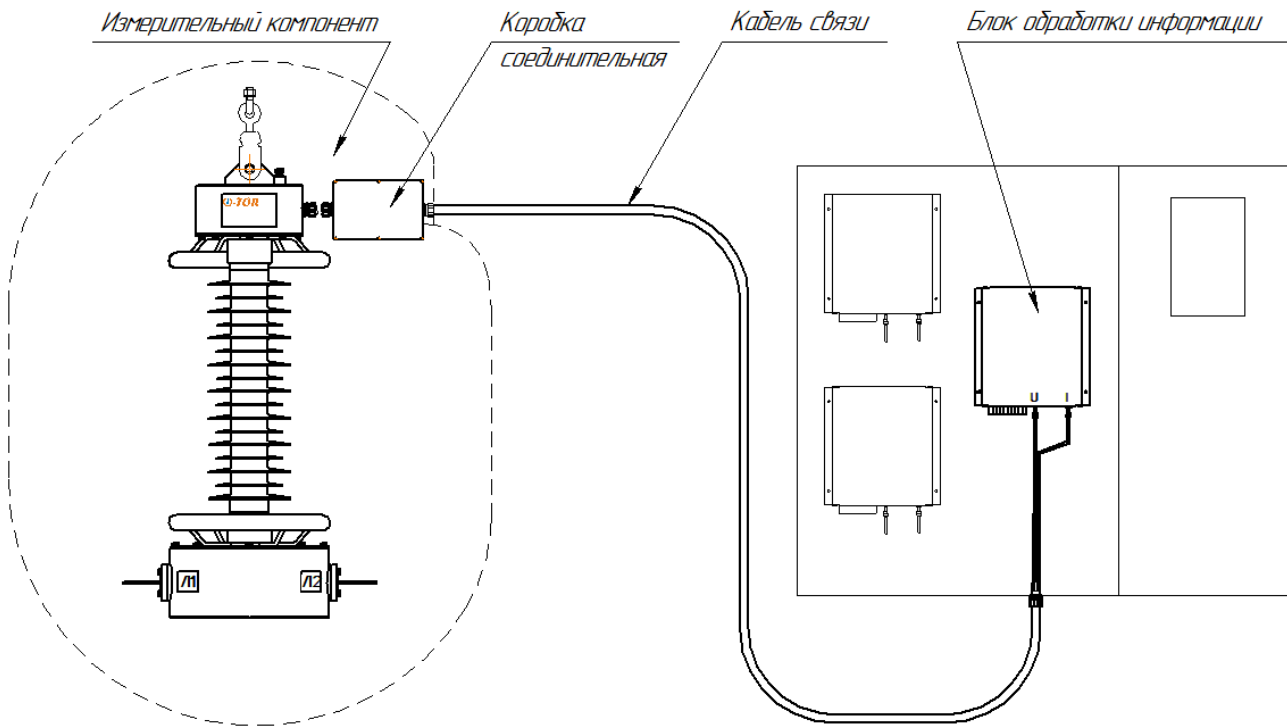 Измерительный компонент
Коробка
соединительная
Кабель связи
Блок обработки информации
i-TOR
U I
Л1 Л2